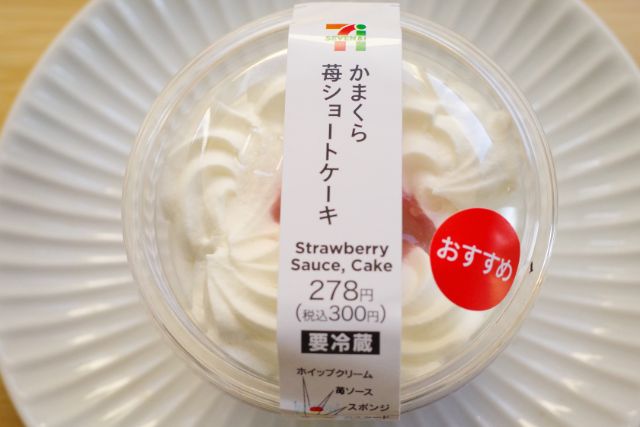 SEVEN&i
かまくら
苺ショートケーキ
Strawberry
Sauce, Cake
278円
(税込300円)
要冷蔵
おすすめ
ホイップクリーム
苺ソース
スポンジ